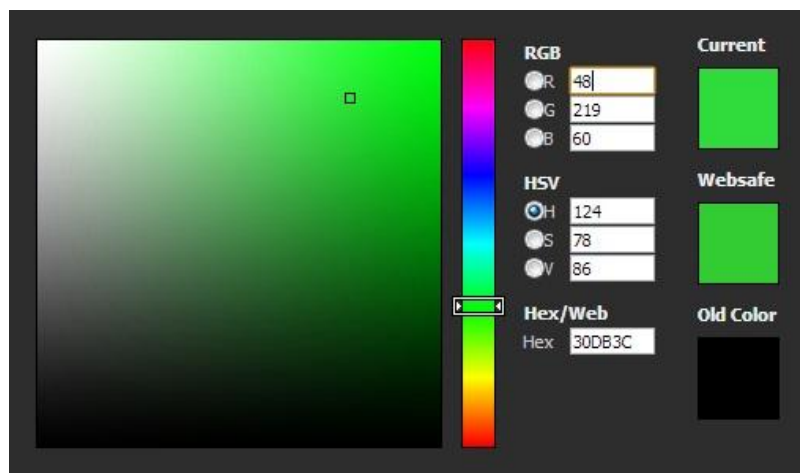 RGB
R 48
G 219
B 60
HSV
H 124
S 78
V 86
Hex/Web
Hex 30DB3C
Current
Websafe
Old Color